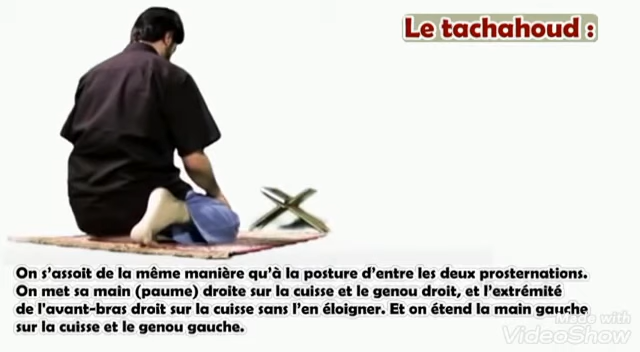 Le tachahoud :
On s’assoit de la même manière qu’à la posture d’entre les deux prosternations.
On met sa main (paume) droite sur la cuisse et le genou droit, et l’extrémité
de l'avant-bras droit sur la cuisse sans l’en éloigner. Et on étend la main gauche
sur la cuisse et le genou gauche.
Made with
VideoShow